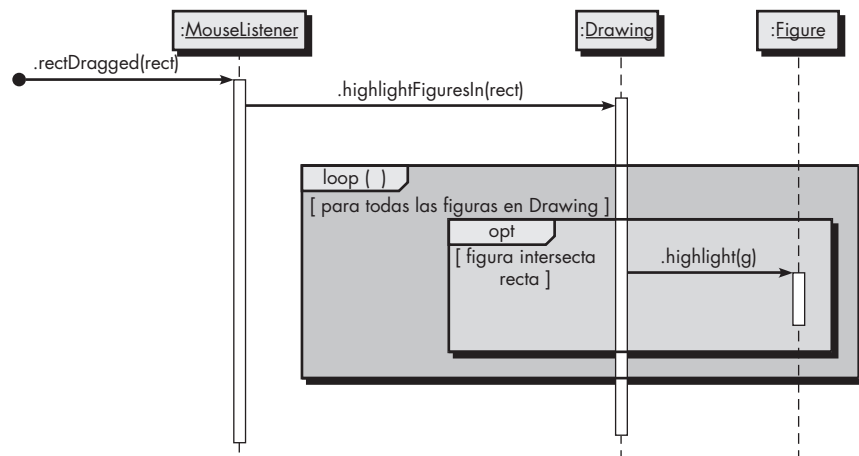 :MouseListener
:Drawing
:Figure
.rectDragged(rect)
.highlightFiguresIn(rect)
loop ( )
[ para todas las figuras en Drawing ]
opt
[ figura intersecta
recta ]
.highlight(g)